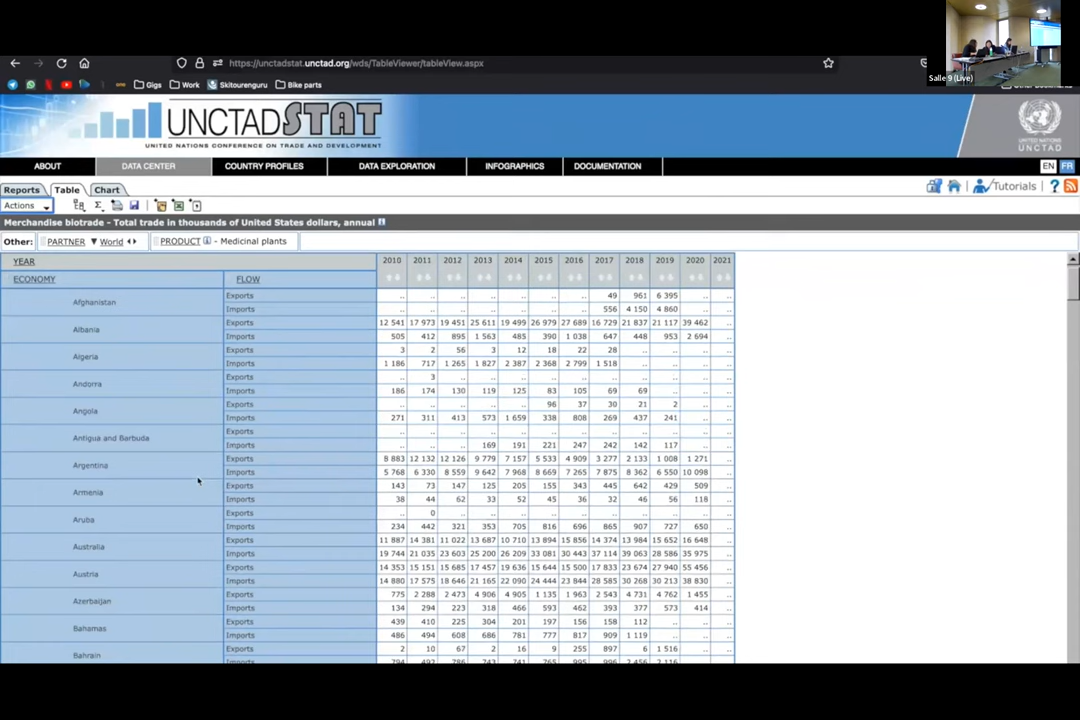 Salle 9 (Live)
https://unctadstat.unctad.org/wds/TableViewer/tableView.aspx
Gigs Work Skitourenguru Bike parts
UNCTADSTAT
UNITED NATIONS CONFERENCE ON TRADE AND DEVELOPMENT
UNCTAD
ABOUT DATA CENTER COUNTRY PROFILES DATA EXPLORATION INFOGRAPHICS DOCUMENTATION EN FR
Reports Table Chart Tutorials ?
Actions
Merchandise biotrade - Total trade in thousands of United States dollars, annual
Other: PARTNER World PRODUCT - Medicinal plants
YEAR 2010 2011 2012 2013 2014 2015 2016 2017 2018 2019 2020 2021
ECONOMY FLOW
Afghanistan Exports .. .. .. .. .. .. .. 49 961 6 395 .. ..
Imports .. .. .. .. .. .. .. 556 4 150 4 860 .. ..
Albania Exports 12 541 17 973 19 451 25 611 19 499 26 979 27 689 16 729 21 837 21 117 39 462 ..
Imports 505 412 895 1 563 485 390 1 038 647 448 953 2 694 ..
Algeria Exports 3 2 56 3 12 18 22 28 .. .. .. ..
Imports 1 186 717 1 265 1 827 2 387 2 368 2 799 1 518 .. .. .. ..
Andorra Exports .. 3 .. .. .. .. .. .. .. .. .. ..
Imports 186 174 130 119 125 83 105 69 69 .. .. ..
Angola Exports .. .. .. .. .. 96 37 30 21 2 .. ..
Imports 271 311 413 573 1 659 338 808 269 437 241 .. ..
Antigua and Barbuda Exports .. .. .. .. .. .. .. .. .. .. .. ..
Imports .. .. .. 169 191 221 247 242 142 117 .. ..
Argentina Exports 8 883 12 132 12 126 9 779 7 157 5 533 4 909 3 277 2 133 1 008 1 271 ..
Imports 5 768 6 330 8 559 9 642 7 968 8 669 7 265 7 875 8 362 6 550 10 098 ..
Armenia Exports 143 73 147 125 205 155 343 445 642 429 509 ..
Imports 38 44 62 33 52 45 36 32 46 56 118 ..
Aruba Exports .. 0 .. .. .. .. .. .. .. .. .. ..
Imports 234 442 321 353 705 816 696 865 907 727 650 ..
Australia Exports 11 887 14 381 11 022 13 687 10 710 13 894 15 856 14 374 13 984 15 652 16 648 ..
Imports 19 744 21 035 23 603 25 200 26 209 33 081 30 443 37 114 39 063 28 586 35 975 ..
Austria Exports 14 353 15 151 15 685 17 457 19 636 15 644 15 500 17 833 23 674 27 940 55 456 ..
Imports 14 880 17 575 18 646 21 165 22 090 24 444 23 844 28 585 30 268 30 213 38 830 ..
Azerbaijan Exports 775 2 288 2 473 4 906 4 905 1 135 1 963 2 543 4 731 4 762 1 455 ..
Imports 134 294 223 318 466 593 462 393 377 573 414 ..
Bahamas Exports 439 410 225 304 201 197 156 158 112 .. .. ..
Imports 486 494 608 686 781 777 817 909 1 119 .. .. ..
Bahrain Exports 2 10 67 2 16 9 255 897 6 1 516 .. ..
Imports